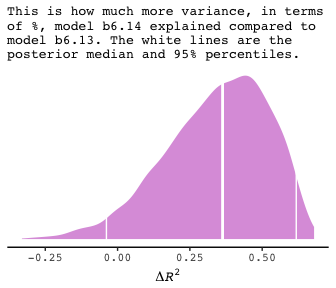 This is how much more variance, in terms
of %, model b6.14 explained compared to
model b6.13. The white lines are the
posterior median and 95% percentiles.
−0.25 0.00 0.25 0.50
ΔR²